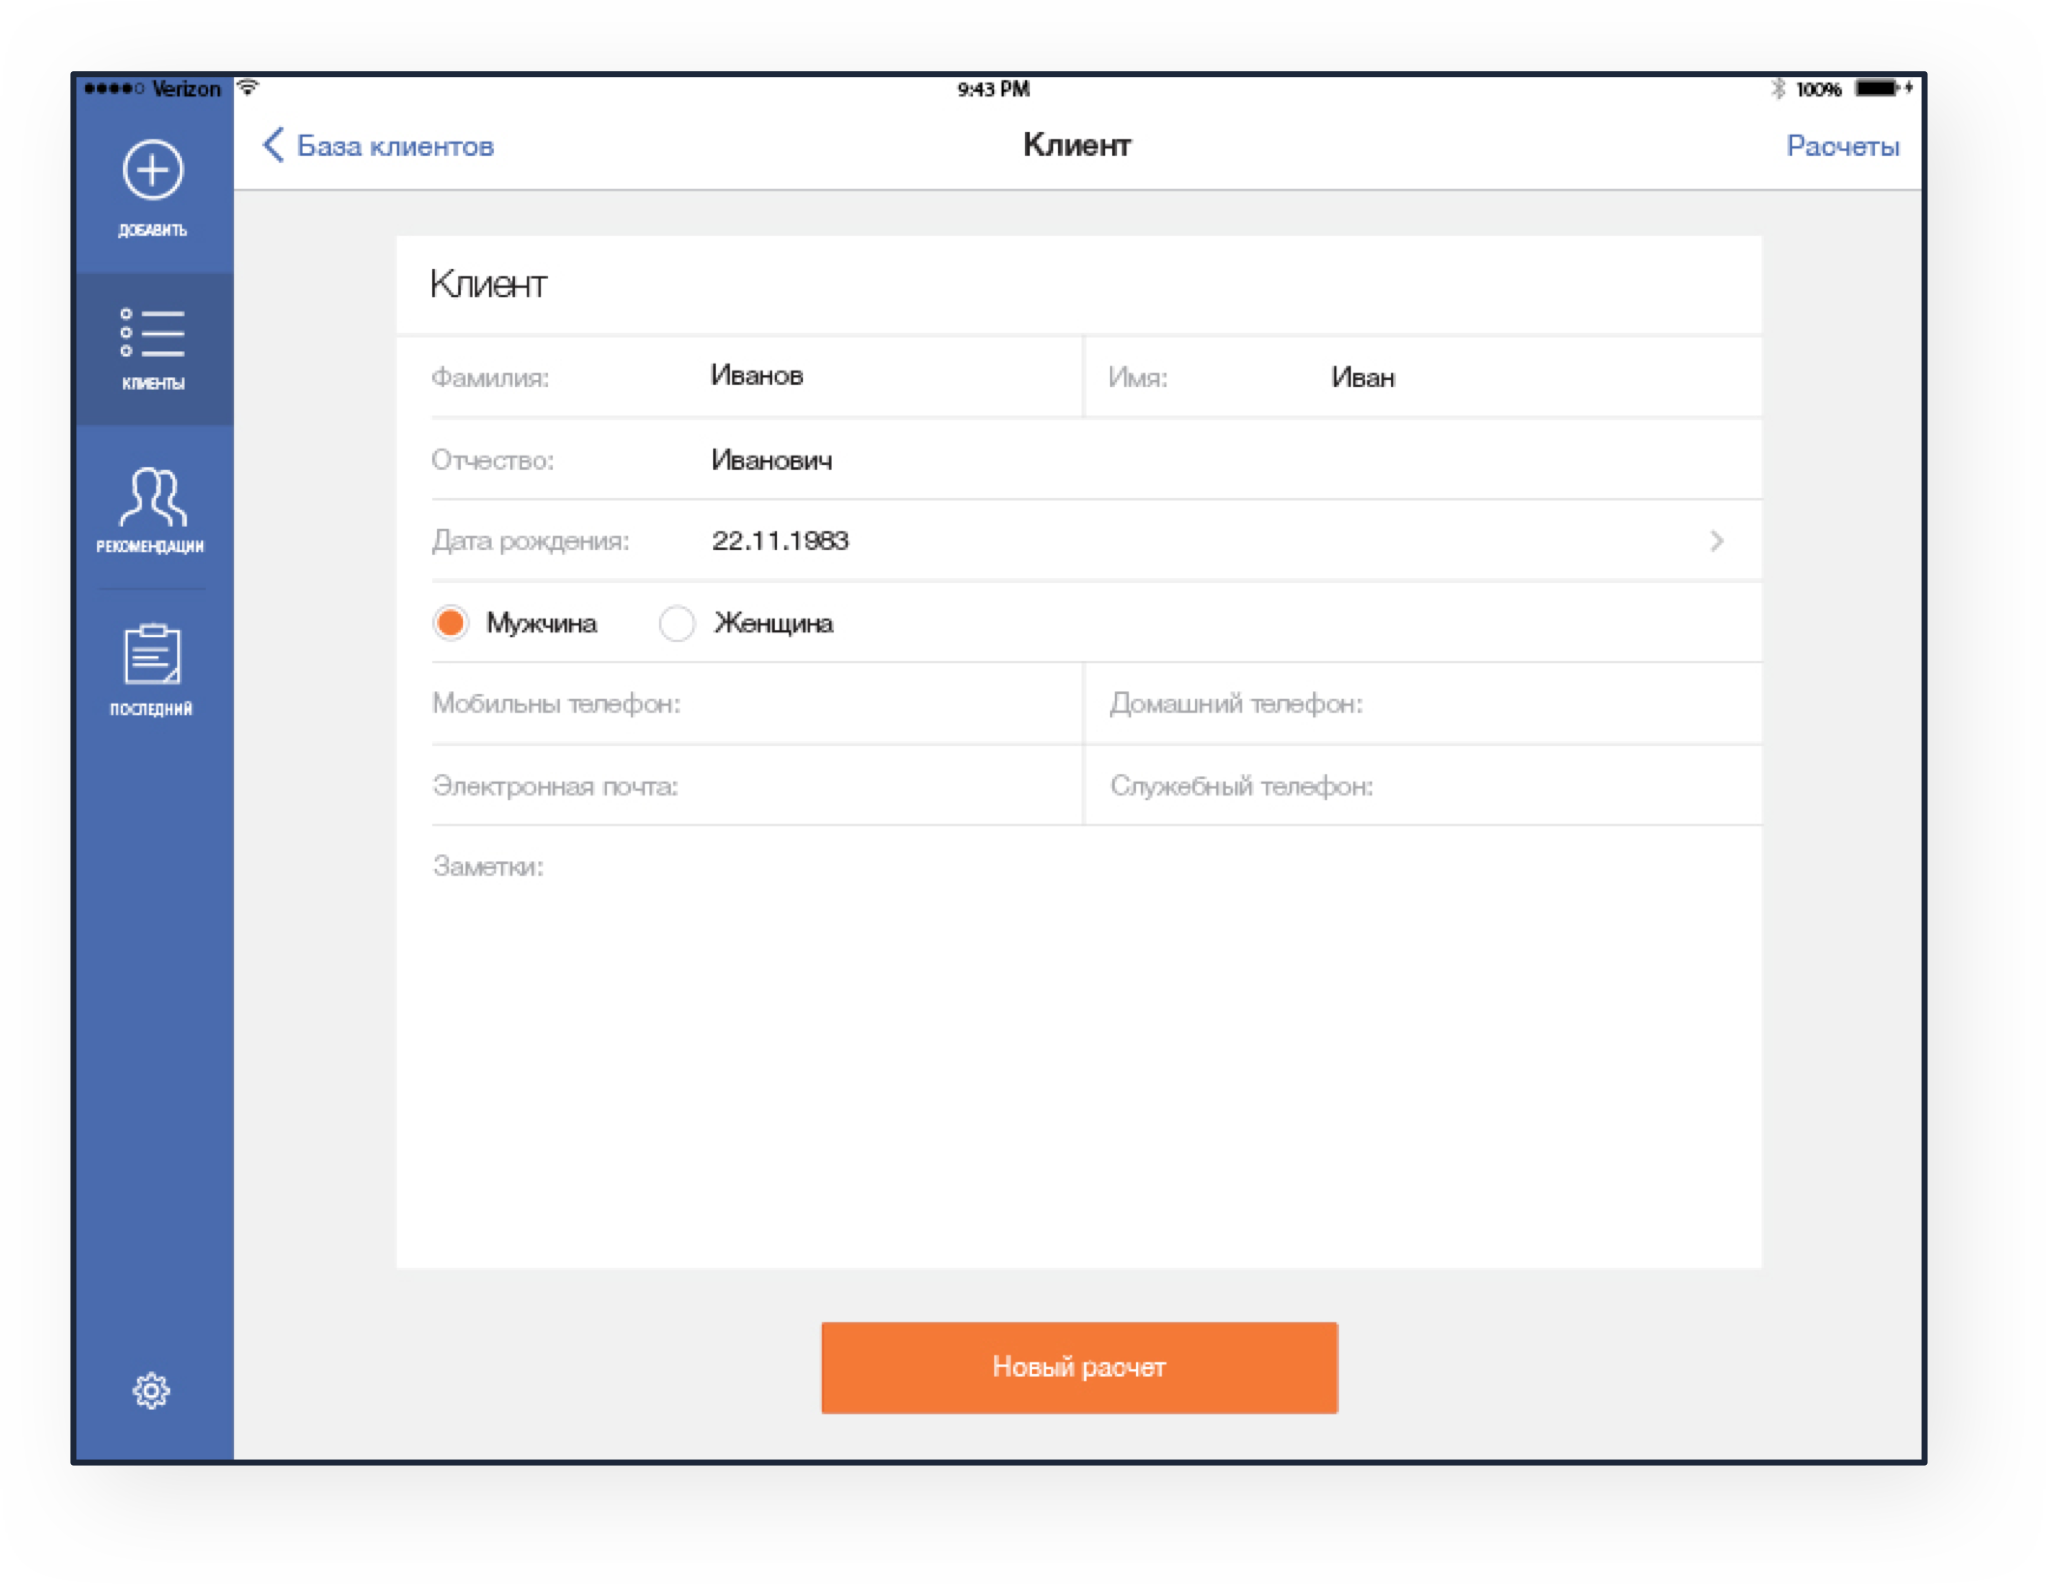 Verizon 9:43 PM 100%
База клиентов Клиент Расчеты
ДОБАВИТЬ
КЛИЕНТЫ
РЕКОМЕНДАЦИИ
ПОСЛЕДНИЙ
Клиент
Фамилия: Иванов Имя: Иван
Отчество: Иванович
Дата рождения: 22.11.1983
Мужчина Женщина
Мобильны телефон: Домашний телефон:
Электронная почта: Служебный телефон:
Заметки:
Новый расчет